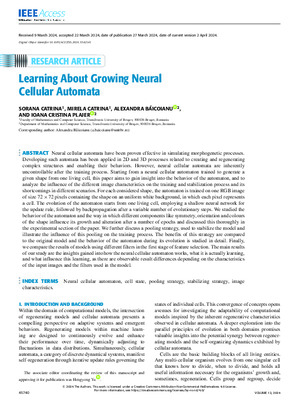 IEEE Access
Received 9 March 2024, accepted 22 March 2024, date of publication 27 March 2024, date of current version 2 April 2024.
RESEARCH ARTICLE
Learning About Growing Neural
Cellular Automata
SORANA CATRINA, MIRELA CATRINA, ALEXANDRA BĂICOIANU,
AND IOANA CRISTINA PLAJER
Faculty of Mathematics and Computer Science, Transilvania University of Braşov, 500091 Braşov, Romania
Department of Mathematics and Computer Science, Transilvania University of Braşov, 500091 Braşov, Romania
Corresponding author: Alexandra Băicoianu
ABSTRACT Neural cellular automata have been proven effective in simulating morphogenetic processes.
Developing such automata has been applied in 2D and 3D processes related to creating and regenerating
complex structures and enabling their behaviors. However, neural cellular automata are inherently
uncontrollable after the training process. Starting from a neural cellular automaton trained to generate a
given shape from one living cell, this paper aims to gain insight into the behavior of the automaton, and to
analyze the influence of the different image characteristics on the training and stabilization process and its
shortcomings in different scenarios. For each considered shape, the automaton is trained on one RGB image
of size 72 × 72 pixels containing the shape on an uniform white background, in which each pixel represents
a cell. The evolution of the automaton starts from one living cell, employing a shallow neural network for
the update rule, followed by backpropagation after a variable number of evolutionary steps. We studied the
behavior of the automaton and the way in which different components like symmetry, orientation and colours
of the shape influence its growth and alteration after a number of epochs and discussed this thoroughly in
the experimental section of the paper. We further discuss a pooling strategy, used to stabilize the model and
illustrate the influence of this pooling on the training process. The benefits of this strategy are compared
to the original model and the behavior of the automaton during its evolution is studied in detail. Finally,
we compare the results of models using different filters in the first stage of feature selection. The main results
of our study are the insights gained into how the neural cellular automaton works, what it is actually learning,
and what influence this learning, as there are observable result differences depending on the characteristics
of the input images and the filters used in the model.
INDEX TERMS Neural cellular automaton, cell state, pooling strategy, stabilizing strategy, image
characteristics.
I. INTRODUCTION AND BACKGROUND
Within the domain of computational models, the intersection
of regenerating models and cellular automata presents a
compelling perspective on adaptive systems and emergent
behaviors. Regenerating models within machine learn-
ing are designed to continuously evolve and enhance
their performance over time, dynamically adjusting to
fluctuations in data distributions. Simultaneously, cellular
automata, a category of discrete dynamical systems, manifest
self-regeneration through iterative update rules governing the
The associate editor coordinating the review of this manuscript and
approving it for publication was
states of individual cells. This convergence of concepts opens
avenues for investigating the adaptability of computational
models inspired by the inherent regenerative characteristics
observed in cellular automata. A deeper exploration into the
parallel principles of evolution in both domains promises
valuable insights into the potential synergy between regener-
ating models and the self-organizing dynamics exhibited by
cellular automata.
Cells are the basic building blocks of all living entities.
Any multi-cellular organism evolves from one singular cell
that knows how to divide, when to divide, and holds all
useful information necessary for the organisms' growth and,
sometimes, regeneration. Cells group and regroup, decide